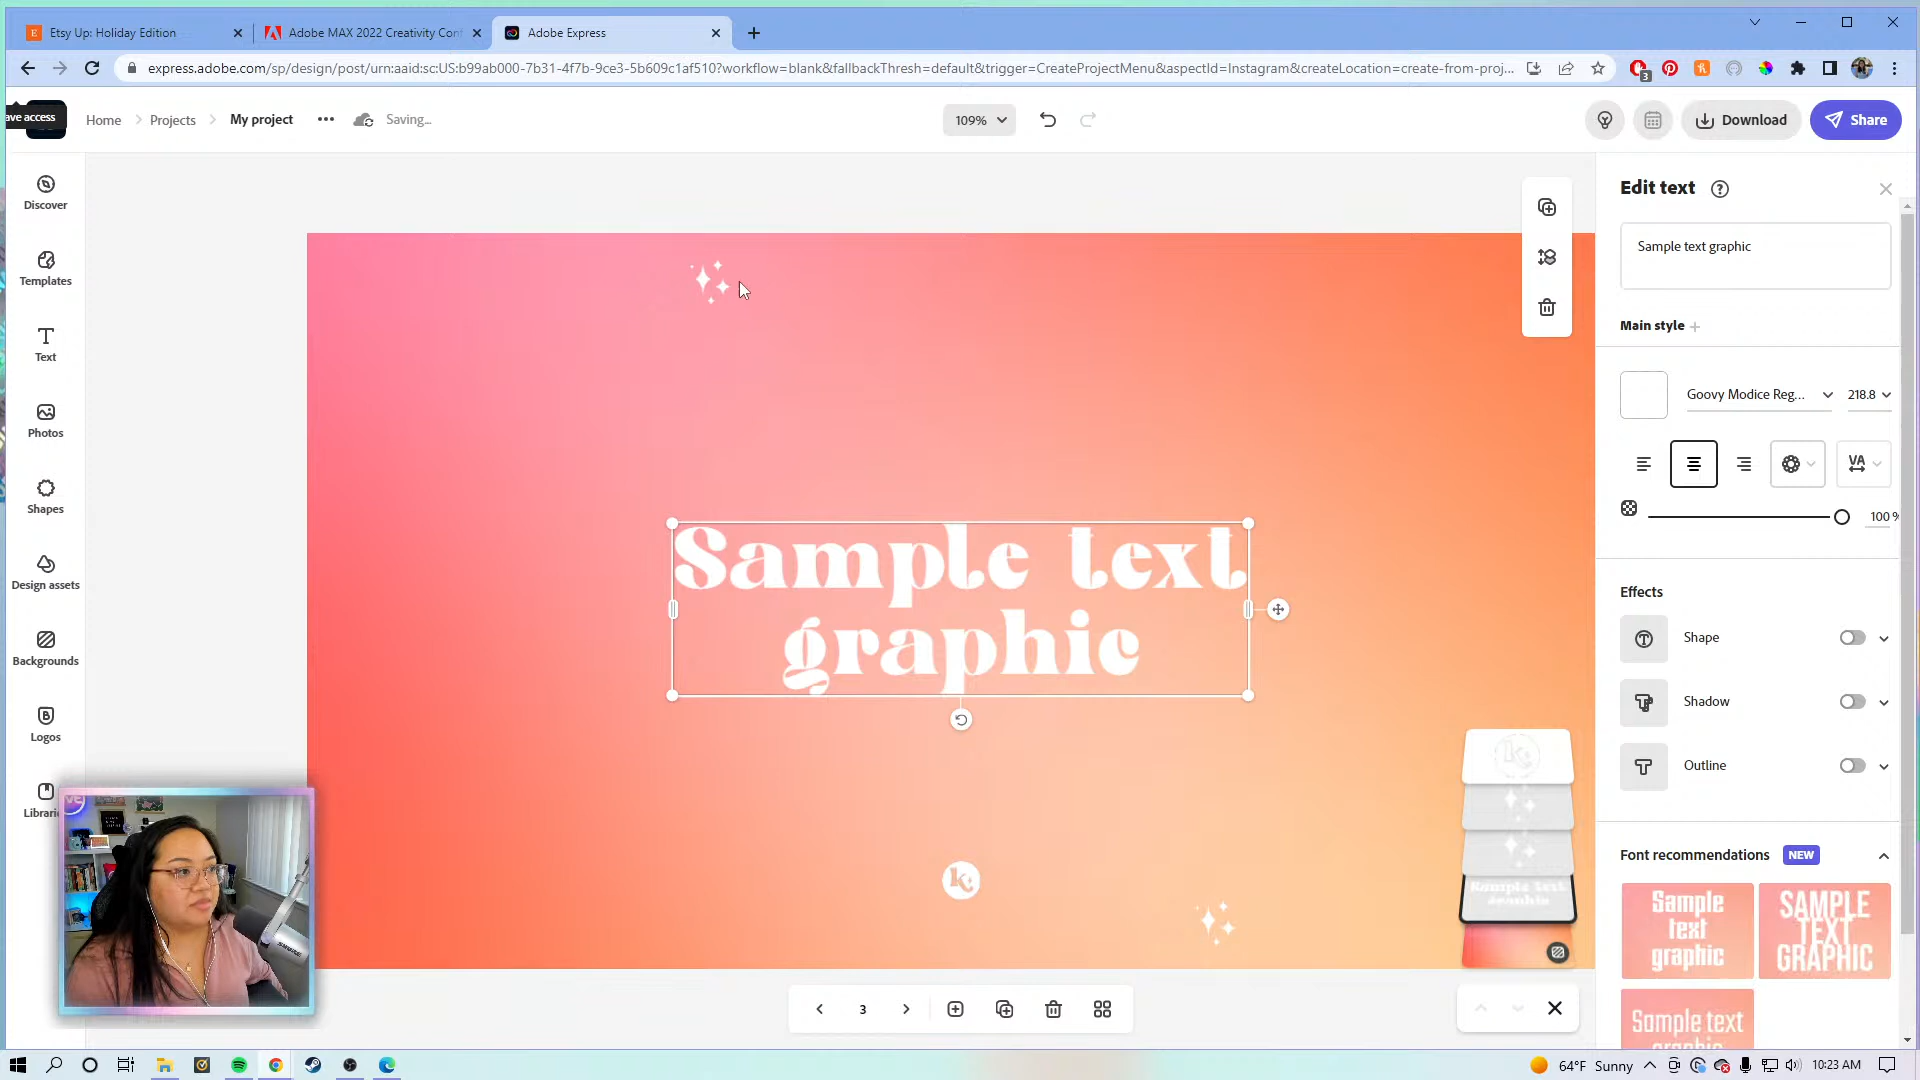 Etsy Up: Holiday Edition
Adobe MAX 2022 Creativity Conf
Adobe Express
express.adobe.com/sp/design/post/urn:aaid:sc:US:b99ab000-7b31-4f7b-9ce3-5b609c1af510?workflow=blank&fallbackThresh=default&trigger=CreateProjectMenu&aspectId=Instagram&createLocation=create-from-proj...
3
ave access
Home
Projects
My project
Saving...
109%
Download
Share
Discover
Templates
Text
Photos
Shapes
Design assets
Backgrounds
Logos
Librari
Sample text
graphic
k
3
Edit text
Sample text graphic
Main style +
Goovy Modice Reg...
218.8
VA
100 %
Effects
Shape
Shadow
Outline
Font recommendations
NEW
Sample
text
graphic
SAMPLE
TEXT
GRAPHIC
Sample text
graphic
64°F Sunny
10:23 AM